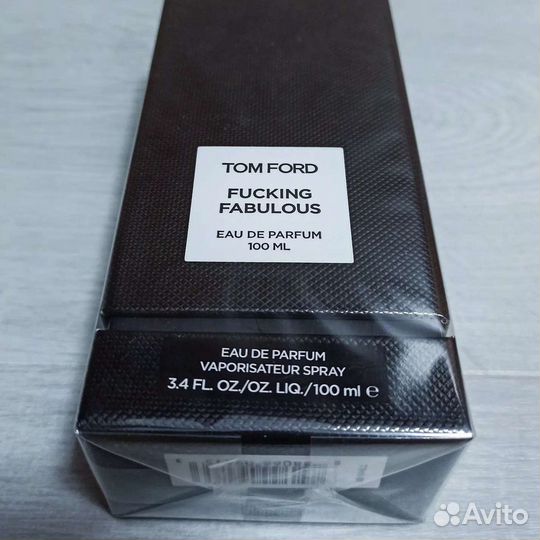 TOM FORD
FUCKING
FABULOUS
EAU DE PARFUM
100 ML
EAU DE PARFUM
VAPORISATEUR SPRAY
3.4 FL. OZ./OZ. LIQ./100 ml ℮
Avito